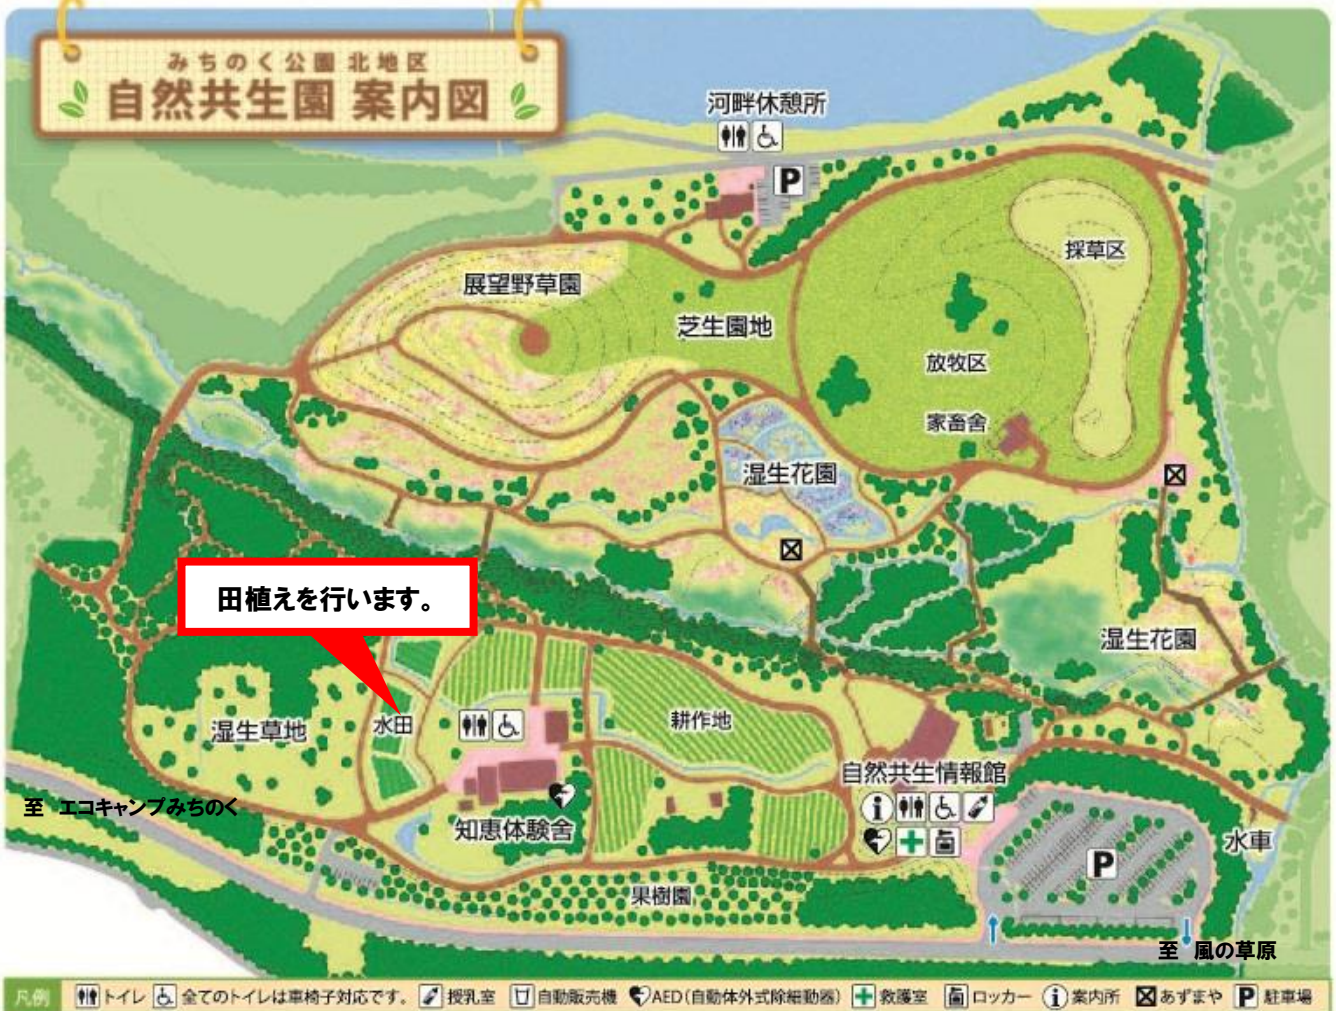 みちのく公園 北地区
自然共生園 案内図
河畔休憩所
P
採草区
展望野草園
芝生園地
放牧区
家畜舎
湿生花園
田植えを行います。
湿生花園
水田
耕作地
湿生草地
自然共生情報館
至 エコキャンプみちのく
知恵体験舎
水車
P
果樹園
至 風の草原
凡例 トイレ 全てのトイレは車椅子対応です。 授乳室 自動販売機 AED(自動体外式除細動器) 救護室 ロッカー i 案内所 あずまや P 駐車場